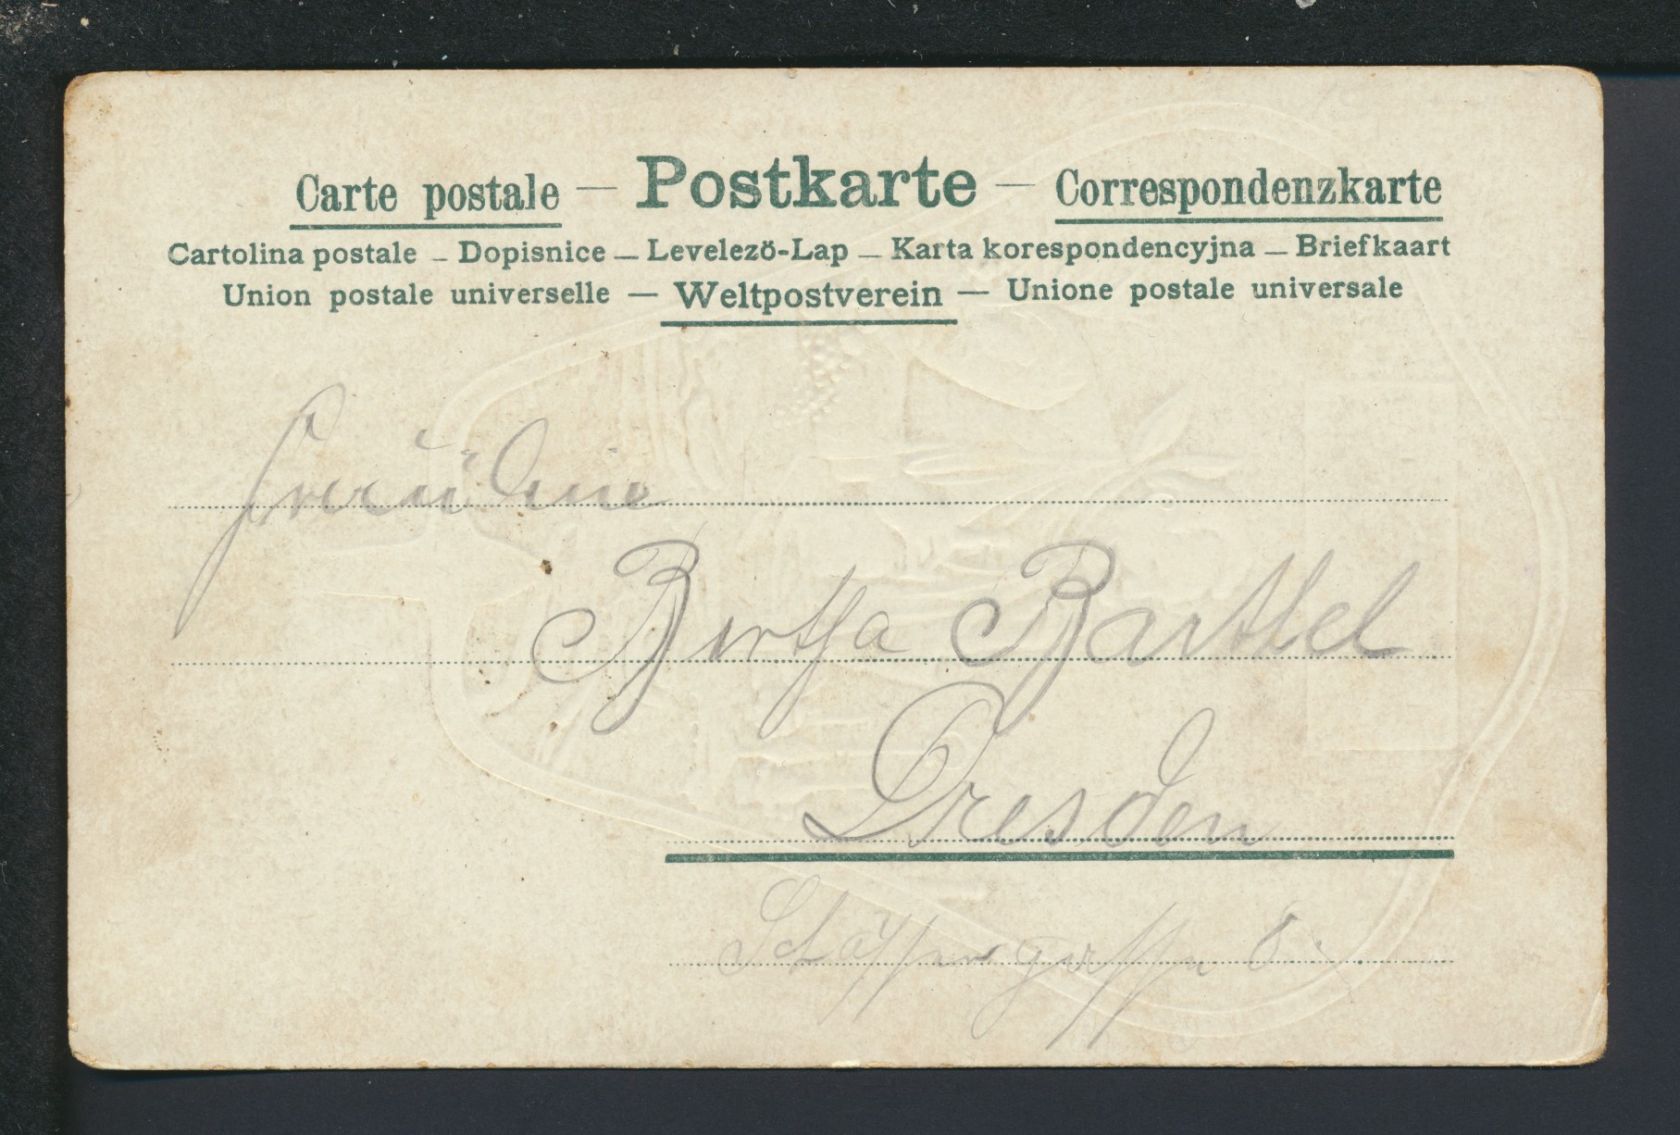 Carte postale — Postkarte — Correspondenzkarte
Cartolina postale — Dopisnice — Levelezö-Lap — Karta korespondencyjna — Briefkaart
Union postale universelle — Weltpostverein — Unione postale universale
Fräulein
Bertha Barthel
Dresden
8.